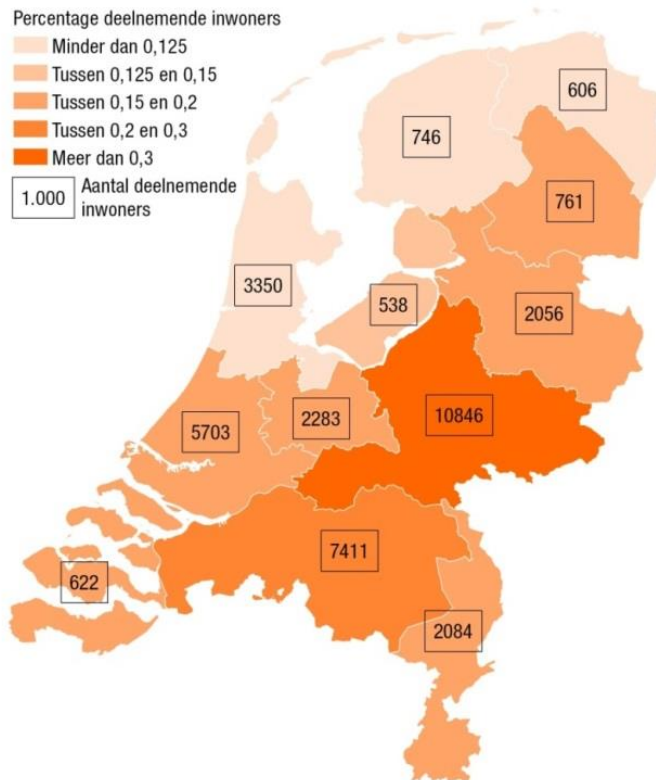 Percentage deelnemende inwoners
Minder dan 0,125
Tussen 0,125 en 0,15
Tussen 0,15 en 0,2
Tussen 0,2 en 0,3
Meer dan 0,3
1.000 Aantal deelnemende
inwoners
606
746
761
3350
538
2056
2283
10846
5703
7411
622
2084